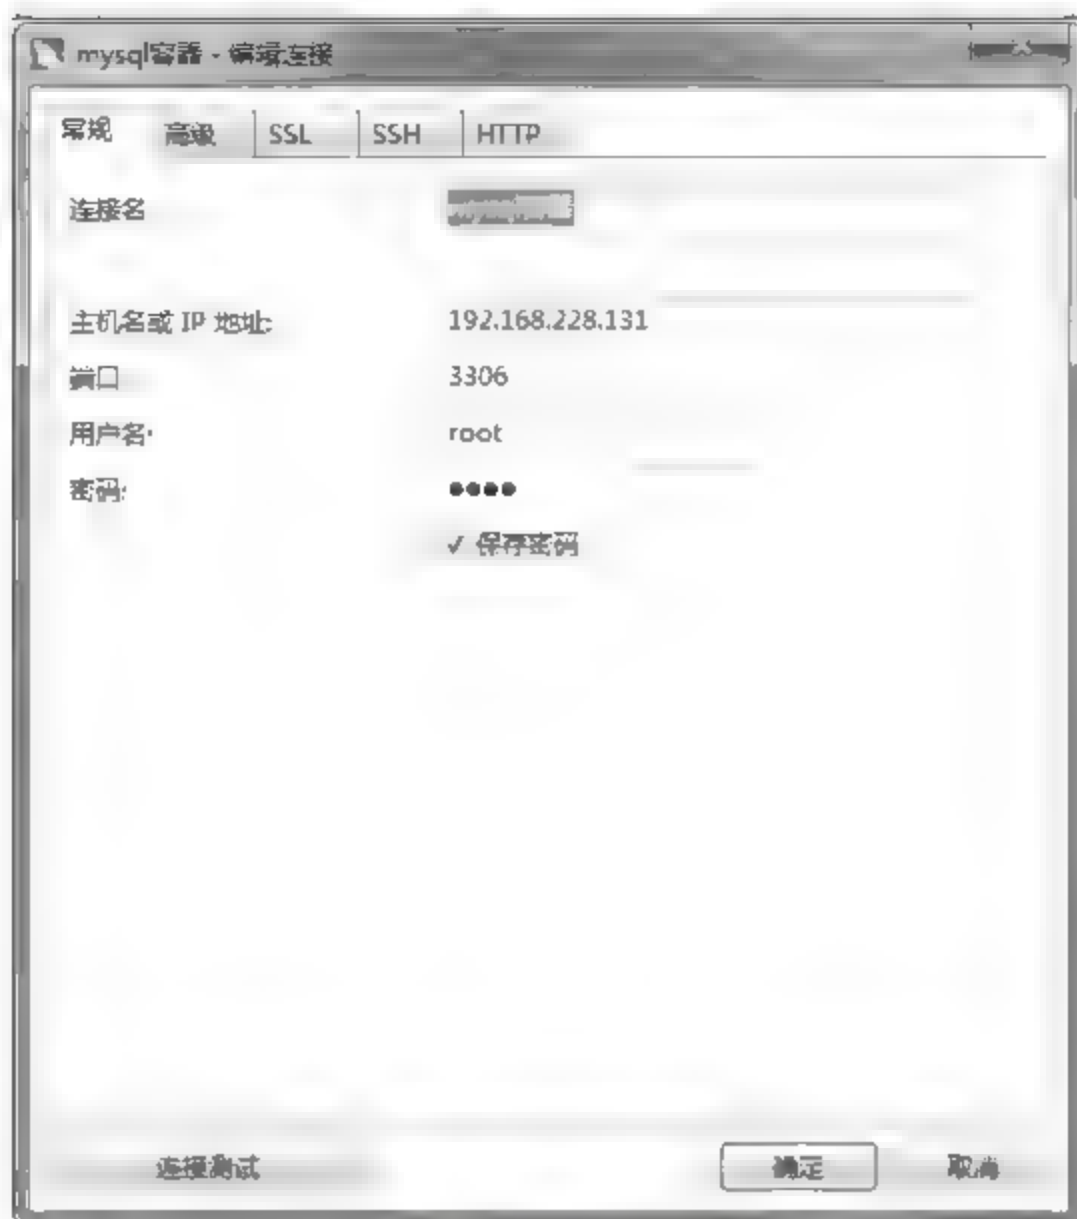 mysql容器 - 编辑连接
常规 高级 SSL SSH HTTP
连接名
主机名或 IP 地址: 192.168.228.131
端口 3306
用户名: root
密码: ●●●●
✓ 保存密码
连接测试 确定 取消